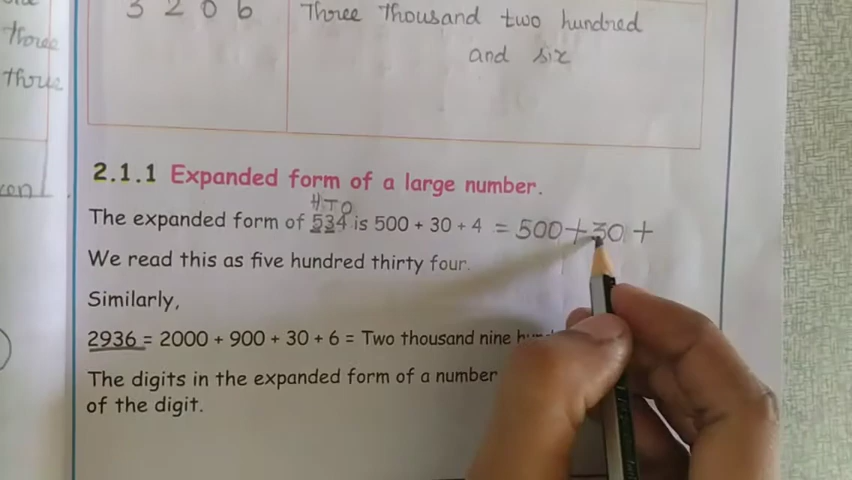 three
three
3 2 0 6
Three Thousand two hundred
and six
2.1.1 Expanded form of a large number.
H T O
The expanded form of 534 is 500 + 30 + 4 = 500 + 30 +
We read this as five hundred thirty four.
Similarly,
2936 = 2000 + 900 + 30 + 6 = Two thousand nine
The digits in the expanded form of a number
of the digit.